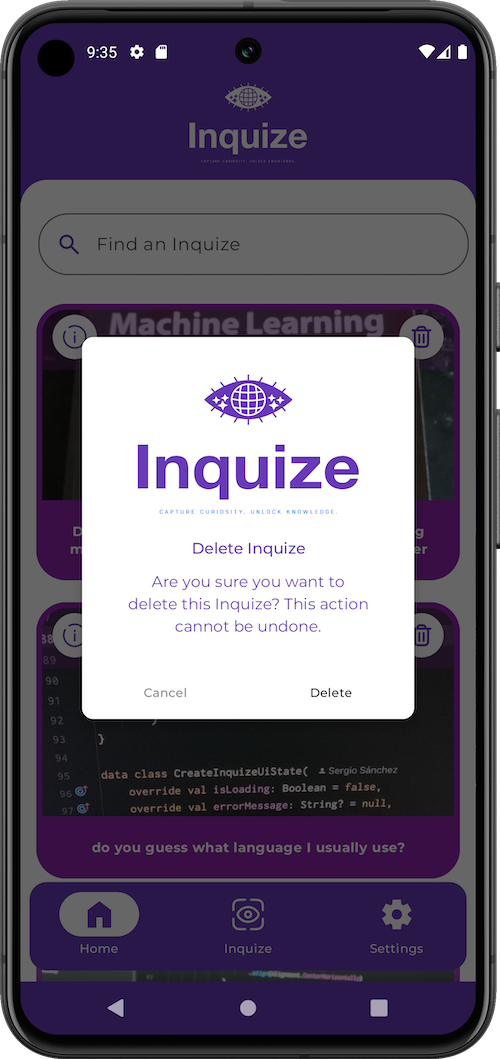 9:35
Inquize
CAPTURE CURIOSITY. UNLOCK KNOWLEDGE.
Find an Inquize
Machine Learning
Inquize
CAPTURE CURIOSITY. UNLOCK KNOWLEDGE.
Delete Inquize
Are you sure you want to
delete this Inquize? This action
cannot be undone.
Cancel
Delete
88
89
90
91
92
93 }
94
95 data class CreateInquizeUiState( Sergio Sánchez
96 override val isLoading: Boolean = false,
97 override val errorMessage: String? = null,
do you guess what language I usually use?
Home
Inquize
Settings